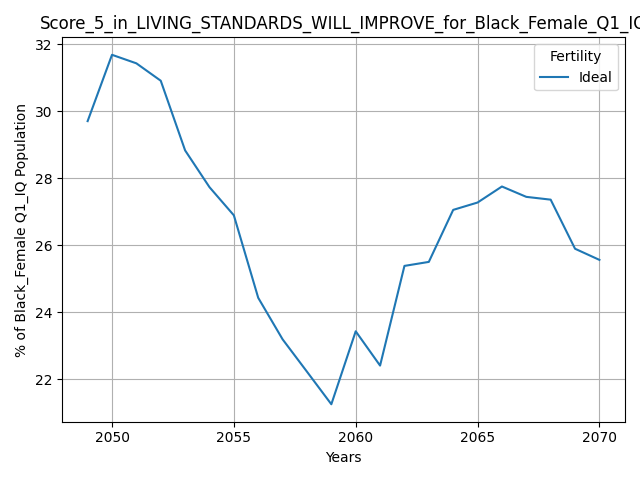 Score_5_in_LIVING_STANDARDS_WILL_IMPROVE_for_Black_Female_Q1_IQ
Fertility
Ideal
% of Black_Female Q1_IQ Population
32
30
28
26
24
22
2050 2055 2060 2065 2070
Years